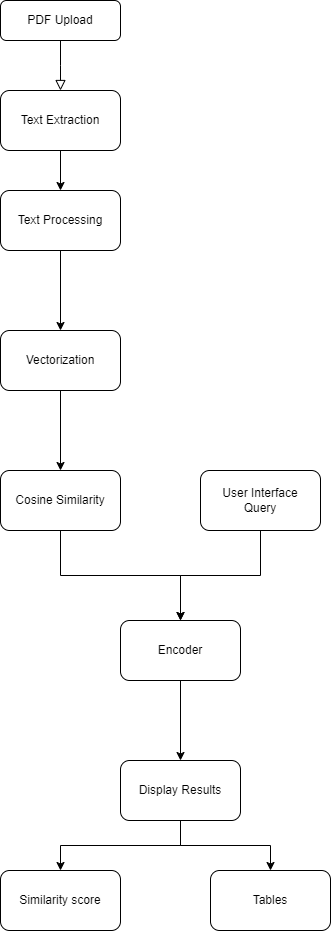 PDF Upload
Text Extraction
Text Processing
Vectorization
Cosine Similarity
User Interface
Query
Encoder
Display Results
Similarity score
Tables